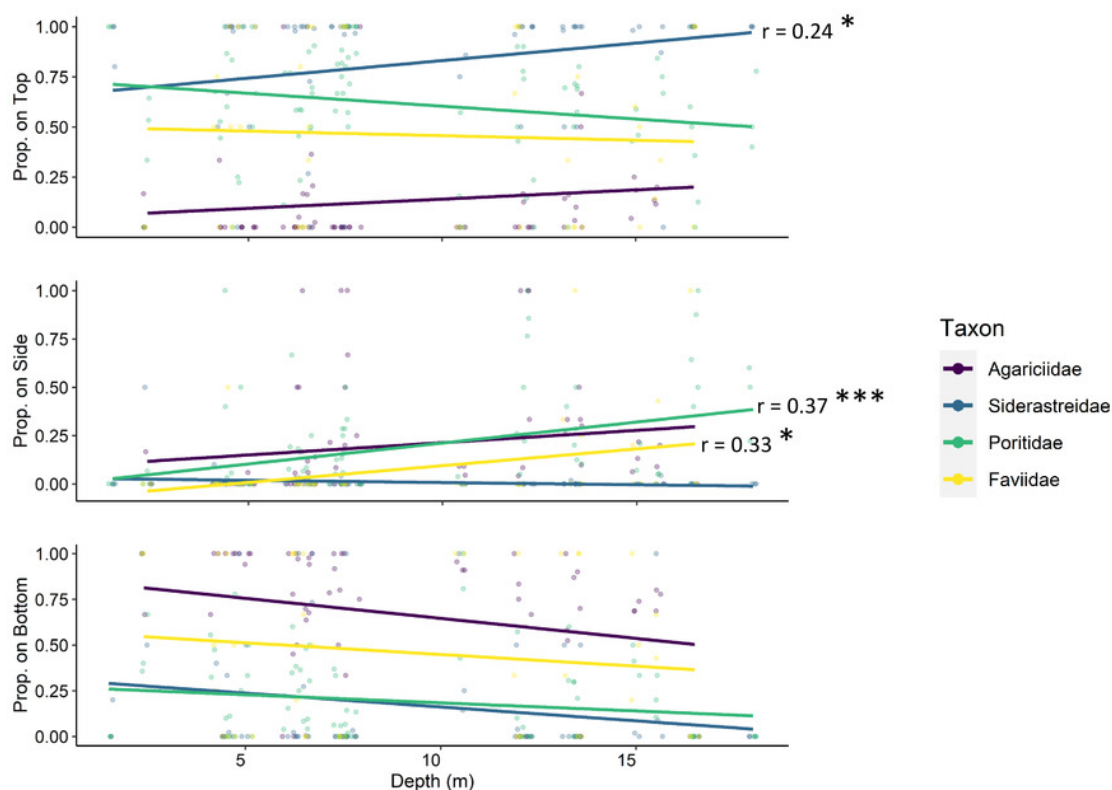 Prop. on Top
1.00
0.75
0.50
0.25
0.00
r = 0.24 *
Prop. on Side
1.00
0.75
0.50
0.25
0.00
r = 0.37 ***
r = 0.33 *
Prop. on Bottom
1.00
0.75
0.50
0.25
0.00
5 10 15
Depth (m)
Taxon
Agariciidae
Siderastreidae
Poritidae
Faviidae